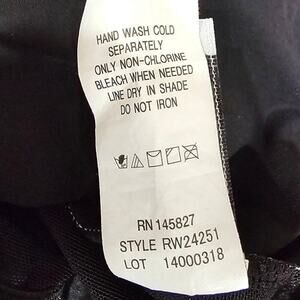 HAND WASH COLD
SEPARATELY
ONLY NON-CHLORINE
BLEACH WHEN NEEDED
LINE DRY IN SHADE
DO NOT IRON
RN 145827
STYLE RW24251
LOT 14000318